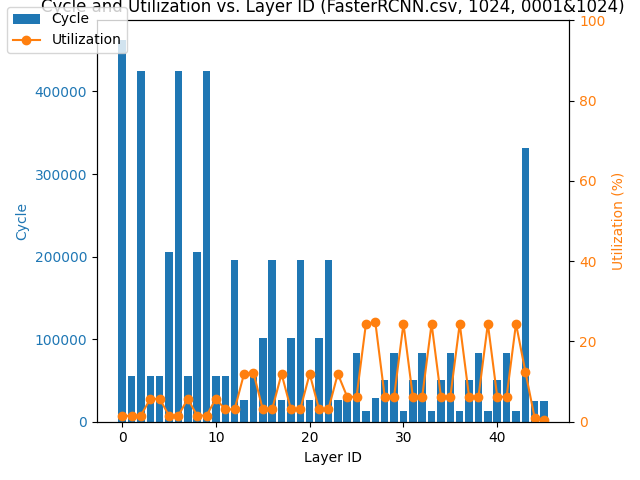 Cycle and Utilization vs. Layer ID (FasterRCNN.csv, 1024, 0001&1024)
Cycle
Utilization
400000
300000
200000
100000
0
Cycle
100
80
60
40
20
0
Utilization (%)
0 10 20 30 40
Layer ID